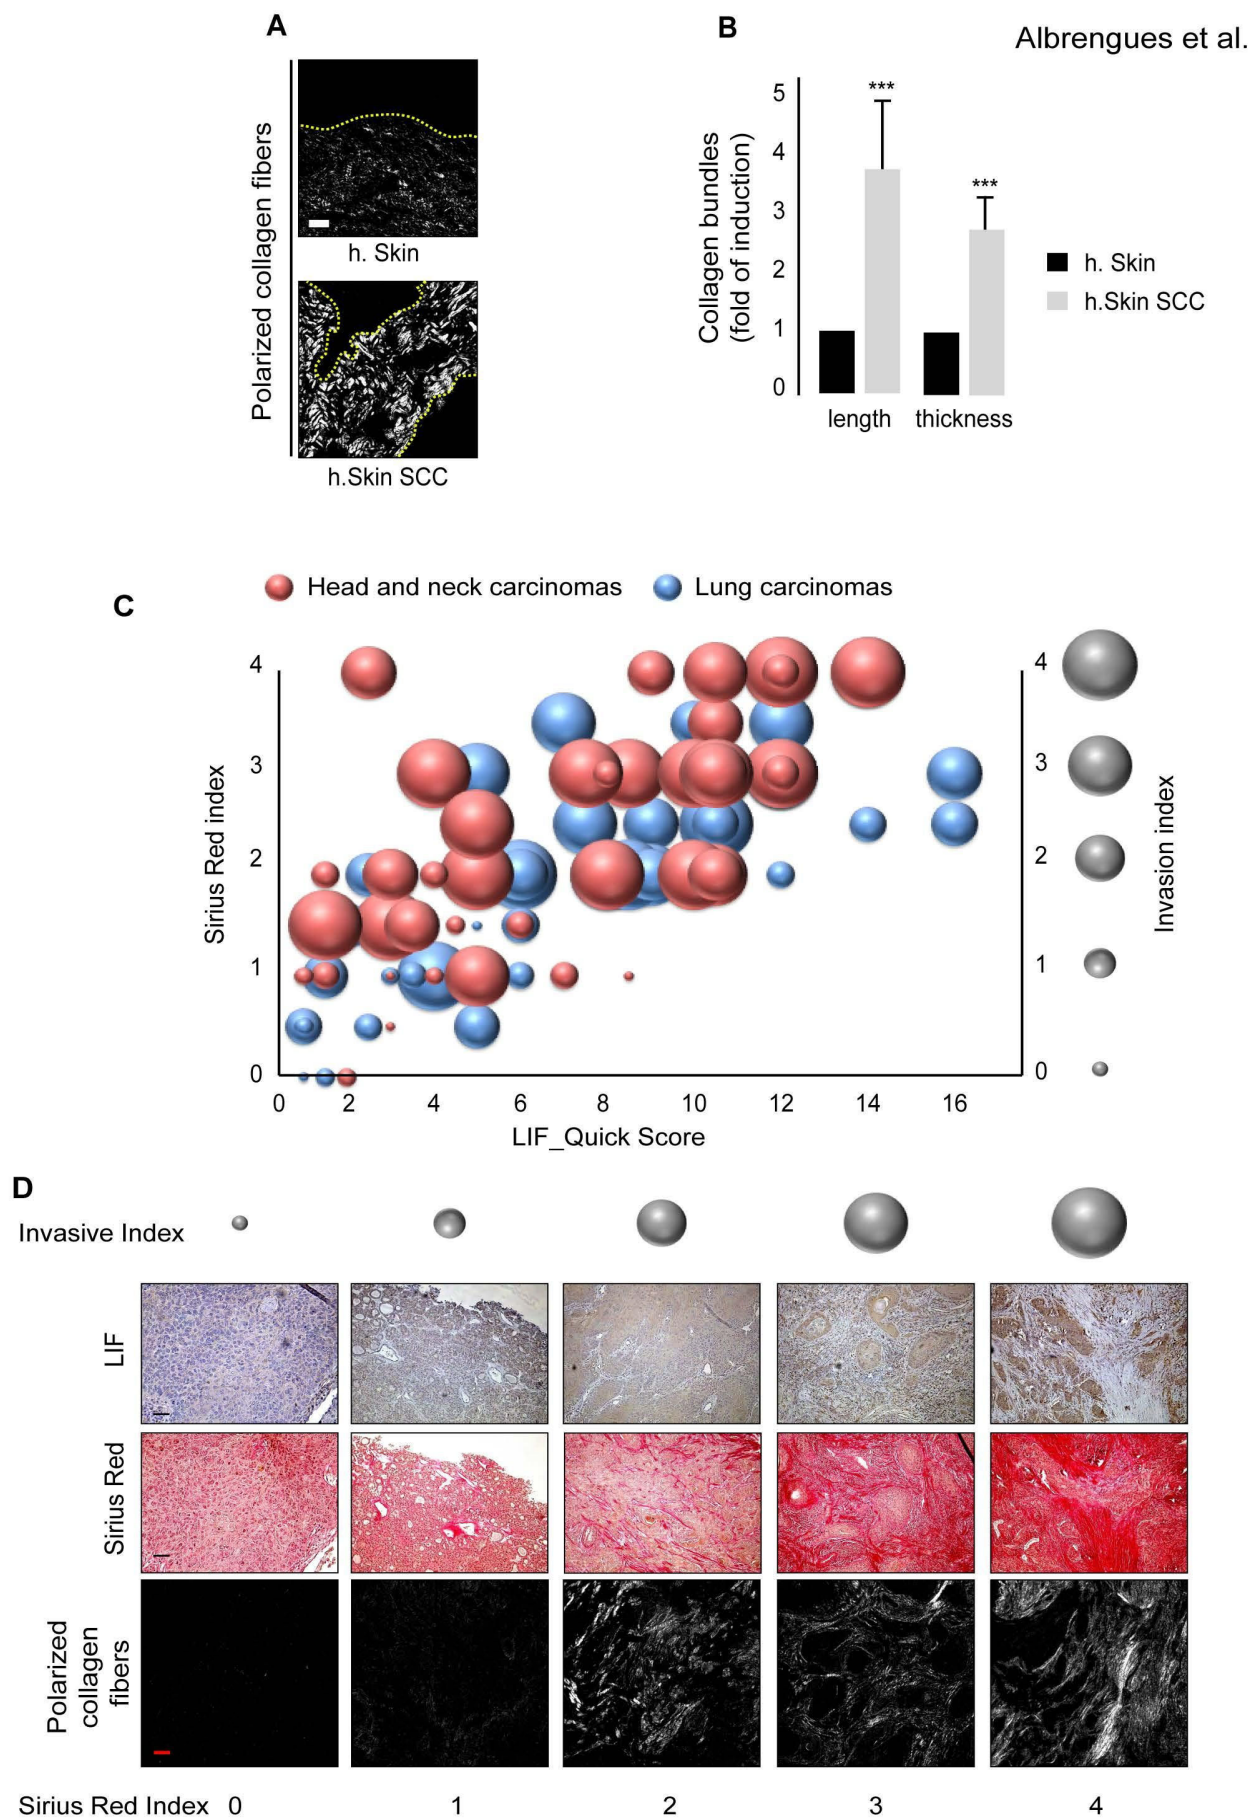 Albrengues et al.
A
Polarized collagen fibers
h. Skin
h.Skin SCC
B
Collagen bundles
(fold of induction)
5
4
3
2
1
0
***
***
length
thickness
h. Skin
h.Skin SCC
C
Head and neck carcinomas
Lung carcinomas
Sirius Red index
4
3
2
1
0
0 2 4 6 8 10 12 14 16
LIF_Quick Score
4
3
2
1
0
Invasion index
D
Invasive Index
LIF
Sirius Red
Polarized
collagen
fibers
Sirius Red Index 0 1 2 3 4